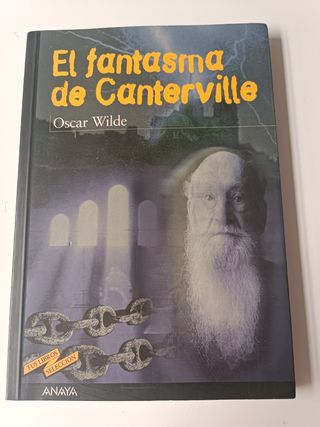 El fantasma
de Canterville
Oscar Wilde
TUS LIBROS
SELECCIÓN
ANAYA